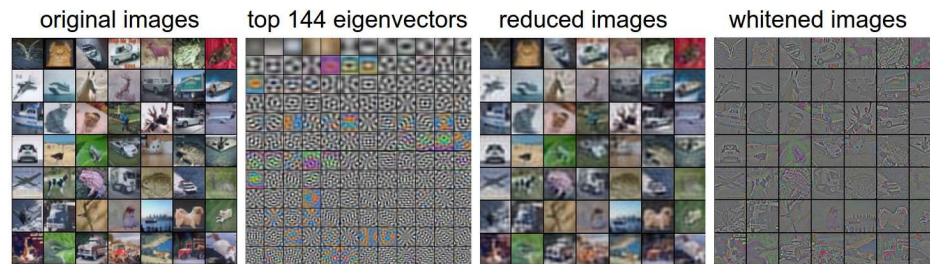 original images
top 144 eigenvectors
reduced images
whitened images